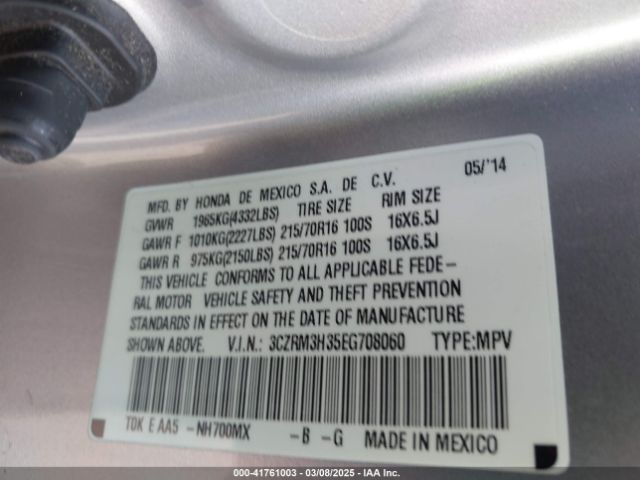 MFD. BY HONDA DE MEXICO S.A. DE C.V. 05/'14
GVWR 1965KG(4332LBS) TIRE SIZE RIM SIZE
GAWR F 1010KG(2227LBS) 215/70R16 100S 16X6.5J
GAWR R 975KG(2150LBS) 215/70R16 100S 16X6.5J
THIS VEHICLE CONFORMS TO ALL APPLICABLE FEDE-
RAL MOTOR VEHICLE SAFETY AND THEFT PREVENTION
STANDARDS IN EFFECT ON THE DATE OF MANUFACTURE
SHOWN ABOVE. V.I.N.: 3CZRM3H35EG708060 TYPE:MPV
T0K E AA5 -NH700MX -B -G MADE IN MEXICO
000-41761003 - 03/08/2025 - IAA Inc.